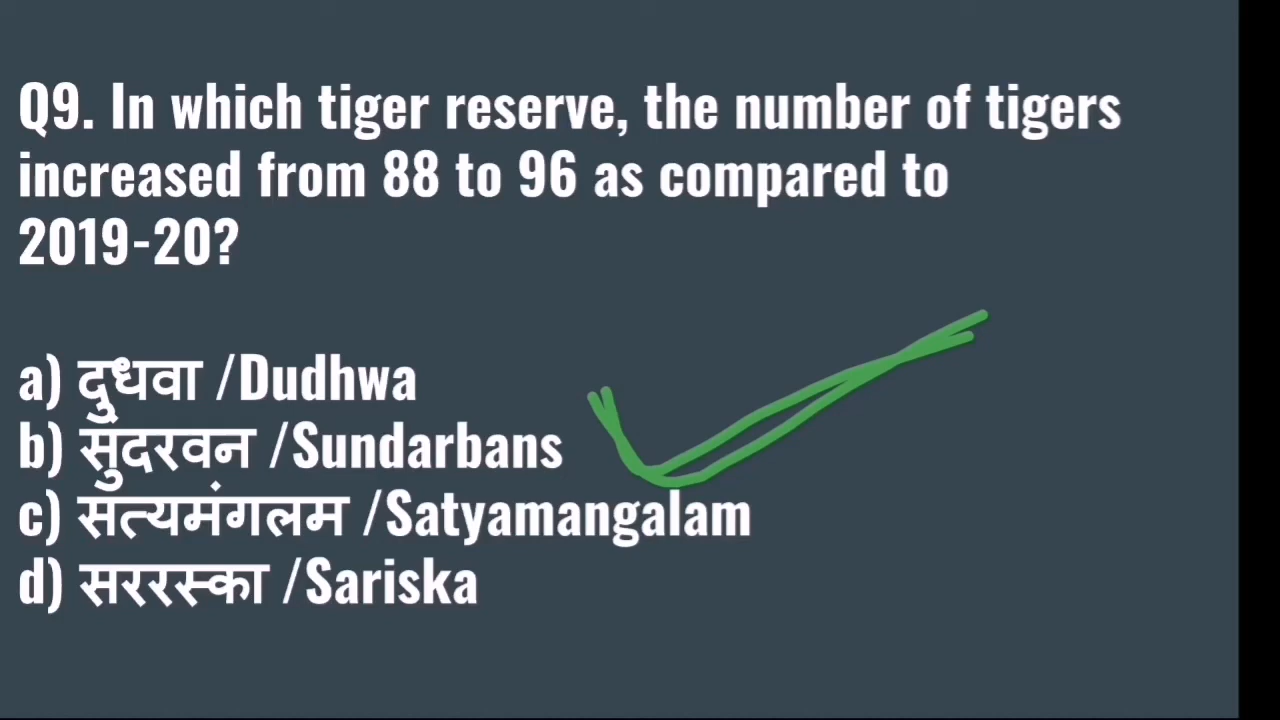 Q9. In which tiger reserve, the number of tigers
increased from 88 to 96 as compared to
2019-20?
a) दुधवा /Dudhwa
b) सुंदरवन /Sundarbans
c) सत्यमंगलम /Satyamangalam
d) सररस्का /Sariska